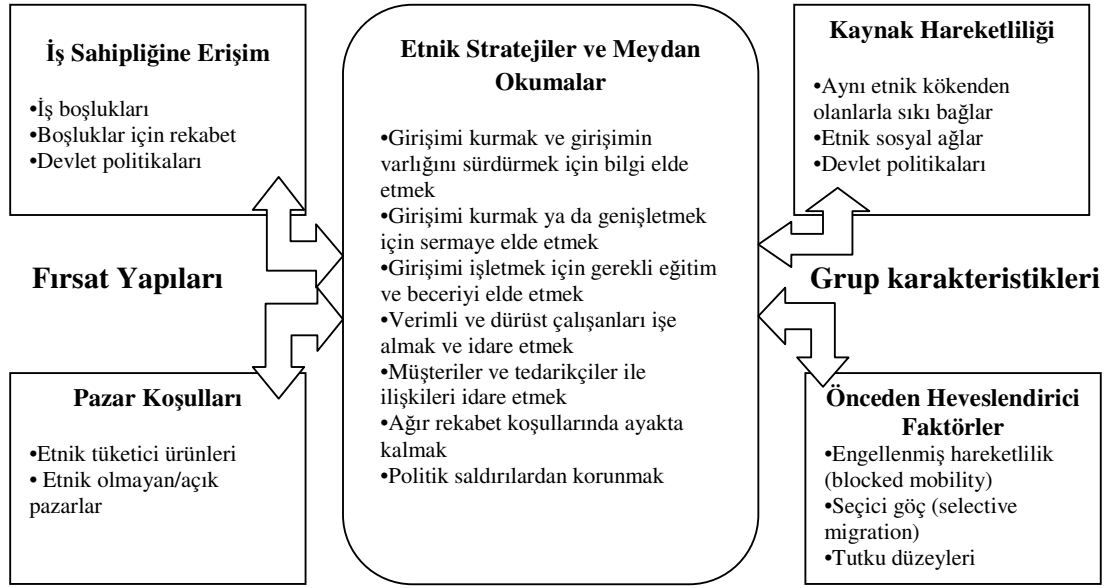 İş Sahipliğine Erişim
•İş boşlukları
•Boşluklar için rekabet
•Devlet politikaları
Fırsat Yapıları
Pazar Koşulları
•Etnik tüketici ürünleri
• Etnik olmayan/açık
pazarlar
Etnik Stratejiler ve Meydan
Okumalar
•Girişimi kurmak ve girişimin
varlığını sürdürmek için bilgi elde
etmek
•Girişimi kurmak ya da genişletmek
için sermaye elde etmek
•Girişimi işletmek için gerekli eğitim
ve beceriyi elde etmek
•Verimli ve dürüst çalışanları işe
almak ve idare etmek
•Müşteriler ve tedarikçiler ile
ilişkileri idare etmek
•Ağır rekabet koşullarında ayakta
kalmak
•Politik saldırılardan korunmak
Kaynak Hareketliliği
•Aynı etnik kökenden
olanlarla sıkı bağlar
•Etnik sosyal ağlar
•Devlet politikaları
Grup karakteristikleri
Önceden Heveslendirici
Faktörler
•Engellenmiş hareketlilik
(blocked mobility)
•Seçici göç (selective
migration)
•Tutku düzeyleri